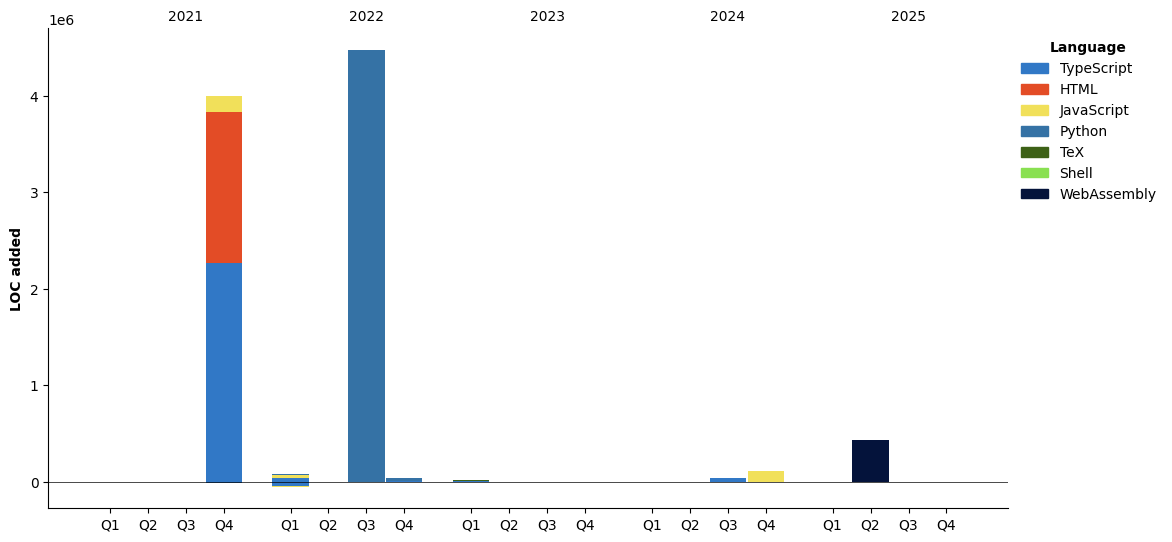 1e6
2021 2022 2023 2024 2025
LOC added
4
3
2
1
0
Q1 Q2 Q3 Q4 Q1 Q2 Q3 Q4 Q1 Q2 Q3 Q4 Q1 Q2 Q3 Q4 Q1 Q2 Q3 Q4
Language
TypeScript
HTML
JavaScript
Python
TeX
Shell
WebAssembly